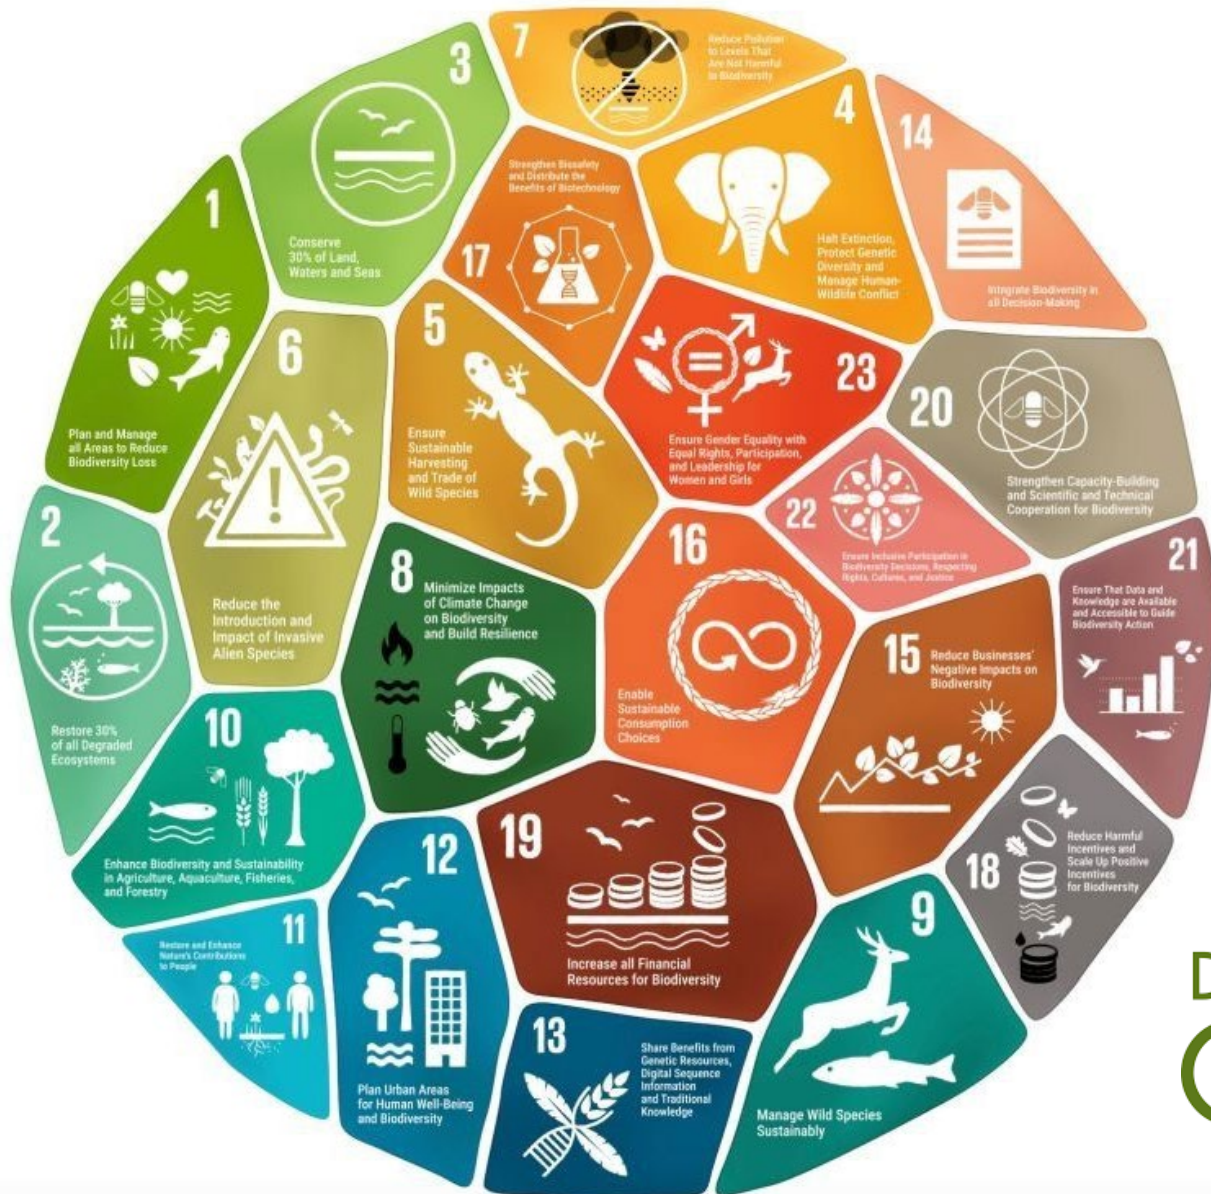 7
Reduce Pollution
to Levels That
Are Not Harmful
to Biodiversity
3
Conserve
30% of Land,
Waters and Seas
4
Halt Extinction,
Protect Genetic
Diversity and
Manage Human-
Wildlife Conflict
14
Integrate Biodiversity in
all Decision-Making
Strengthen Biosafety
and Distribute the
Benefits of Biotechnology
17
1
Plan and Manage
all Areas to Reduce
Biodiversity Loss
6
Reduce the
Introduction and
Impact of Invasive
Alien Species
5
Ensure
Sustainable
Harvesting
and Trade of
Wild Species
23
Ensure Gender Equality with
Equal Rights, Participation,
and Leadership for
Women and Girls
20
Strengthen Capacity-Building
and Scientific and Technical
Cooperation for Biodiversity
22
Ensure Inclusive Participation in
Biodiversity Decisions, Respecting
Rights, Cultures, and Justice
2
Restore 30%
of all Degraded
Ecosystems
8
Minimize Impacts
of Climate Change
on Biodiversity
and Build Resilience
16
Enable
Sustainable
Consumption
Choices
21
Ensure That Data and
Knowledge are Available
and Accessible to Guide
Biodiversity Action
15
Reduce Businesses'
Negative Impacts on
Biodiversity
10
Enhance Biodiversity and Sustainability
in Agriculture, Aquaculture, Fisheries,
and Forestry
19
Increase all Financial
Resources for Biodiversity
12
Plan Urban Areas
for Human Well-Being
and Biodiversity
18
Reduce Harmful
Incentives and
Scale Up Positive
Incentives
for Biodiversity
11
Restore and Enhance
Nature's Contributions
to People
9
Manage Wild Species
Sustainably
13
Share Benefits from
Genetic Resources,
Digital Sequence
Information
and Traditional
Knowledge